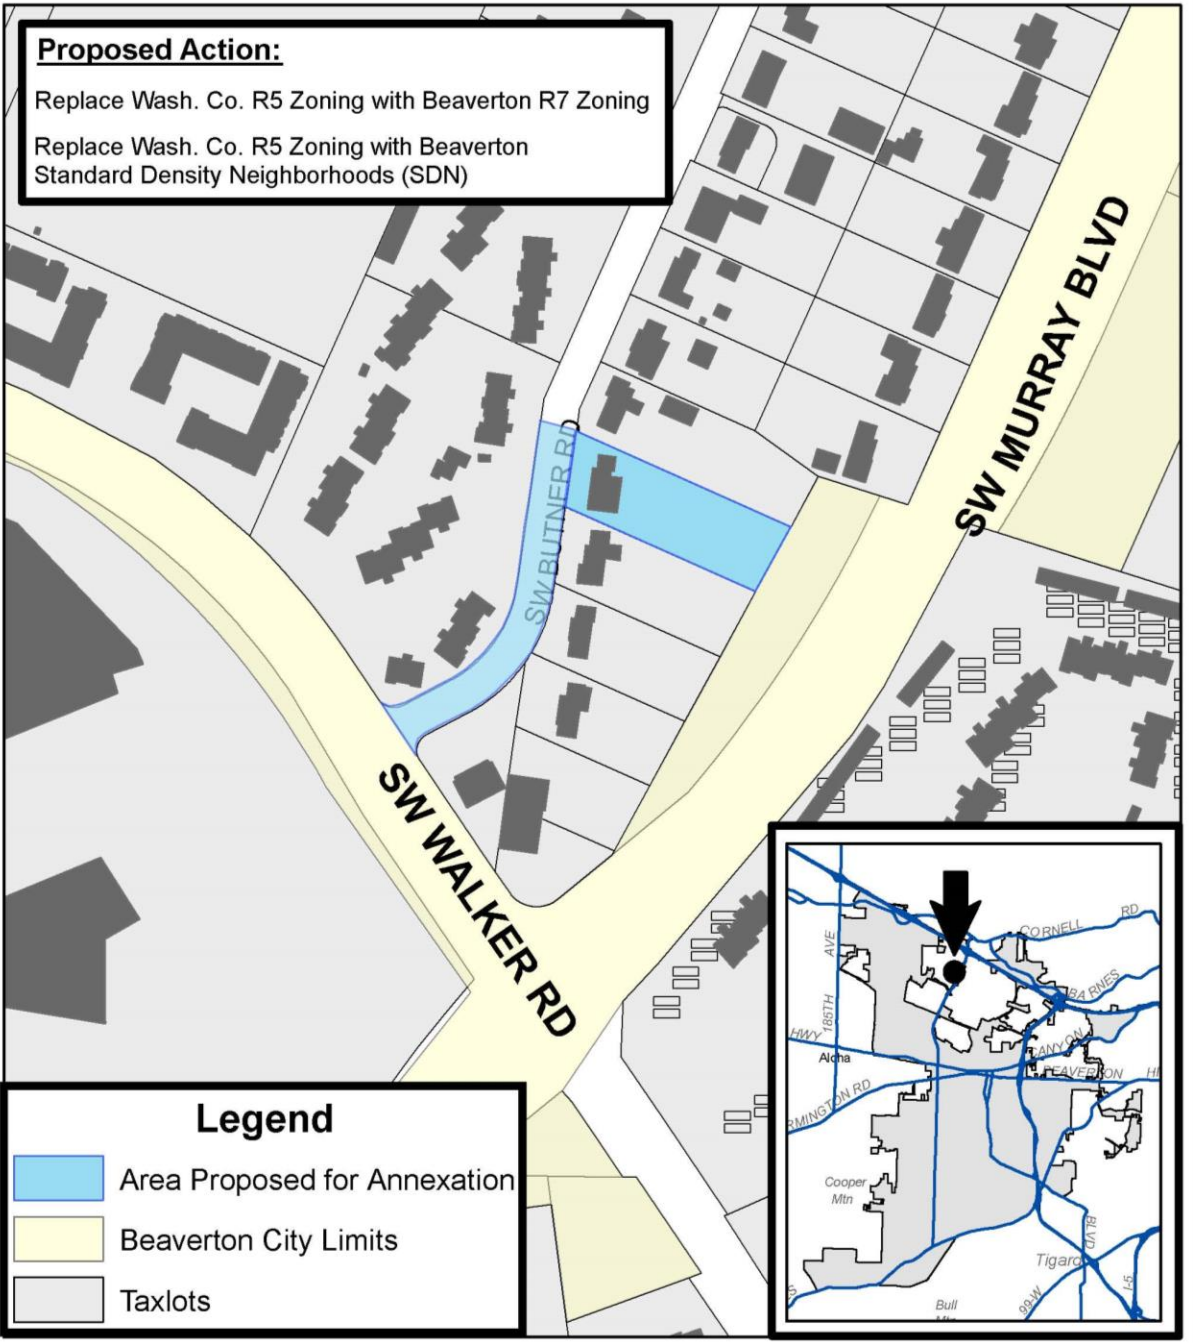 Proposed Action:
Replace Wash. Co. R5 Zoning with Beaverton R7 Zoning
Replace Wash. Co. R5 Zoning with Beaverton
Standard Density Neighborhoods (SDN)
SW MURRAY BLVD
SW BUTNER RD
SW WALKER RD
Legend
Area Proposed for Annexation
Beaverton City Limits
Taxlots
CORNELL RD
185TH AVE
BARNES
HWY
Aloha
CANYON
BEAVERTON
RMINGTON RD
Cooper
Mtn
BLVD
Tigard
I-5
99-W
Bull